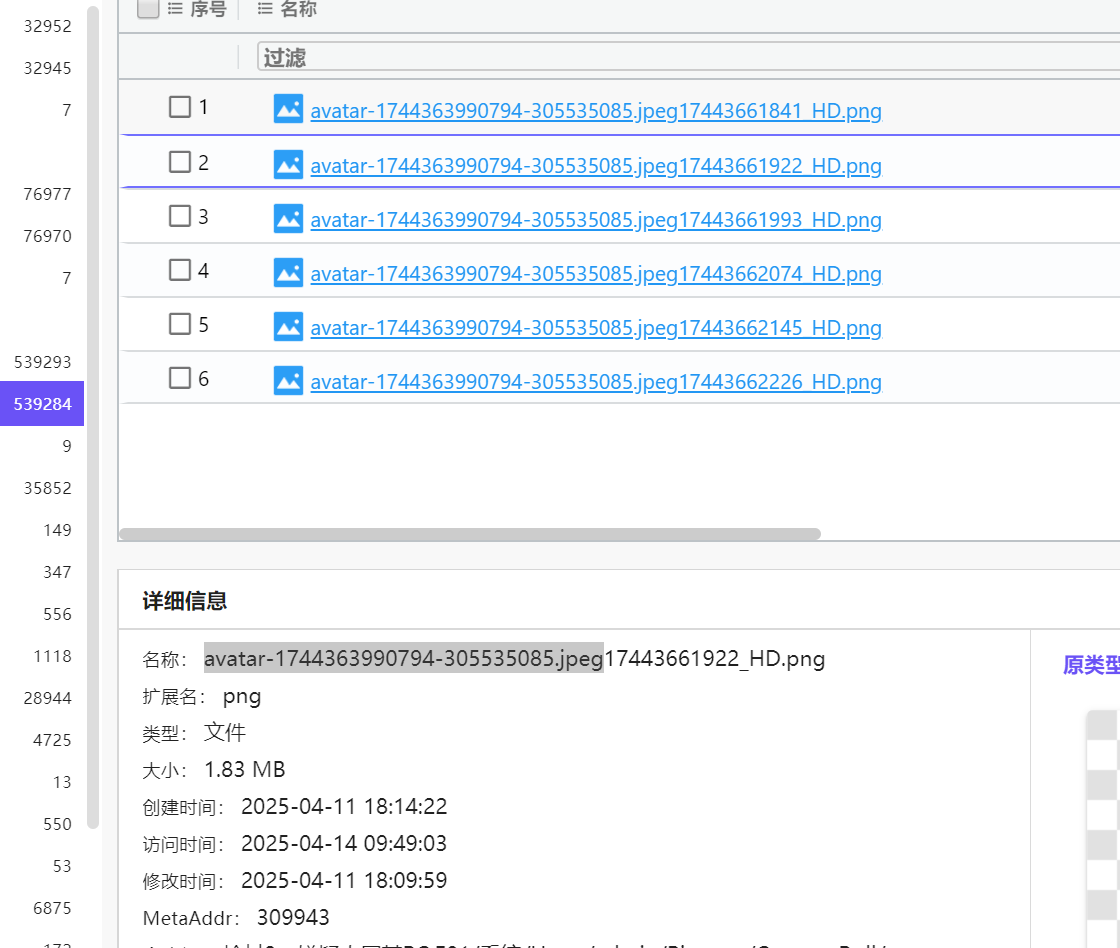 32952
32945
7
76977
76970
7
539293
539284
9
35852
149
347
556
1118
28944
4725
13
550
53
6875
序号 名称
过滤
1 avatar-1744363990794-305535085.jpeg17443661841_HD.png
2 avatar-1744363990794-305535085.jpeg17443661922_HD.png
3 avatar-1744363990794-305535085.jpeg17443661993_HD.png
4 avatar-1744363990794-305535085.jpeg17443662074_HD.png
5 avatar-1744363990794-305535085.jpeg17443662145_HD.png
6 avatar-1744363990794-305535085.jpeg17443662226_HD.png
详细信息
名称： avatar-1744363990794-305535085.jpeg17443661922_HD.png
扩展名： png
类型： 文件
大小： 1.83 MB
创建时间： 2025-04-11 18:14:22
访问时间： 2025-04-14 09:49:03
修改时间： 2025-04-11 18:09:59
MetaAddr： 309943
原类型